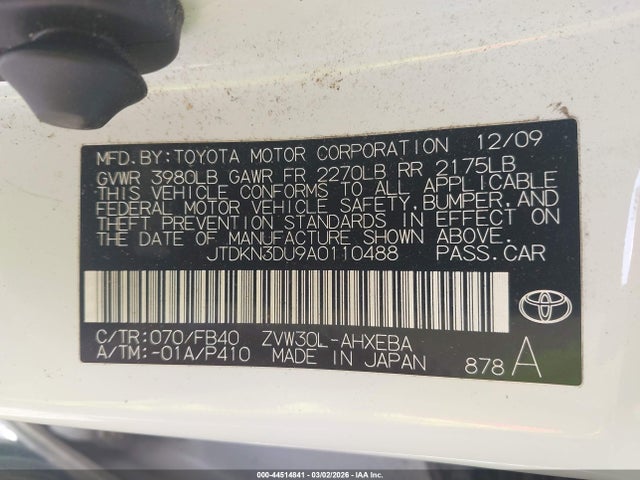 MFD. BY: TOYOTA MOTOR CORPORATION 12/09
GVWR 3980LB GAWR FR 2270LB RR 2175LB
THIS VEHICLE CONFORMS TO ALL APPLICABLE
FEDERAL MOTOR VEHICLE SAFETY, BUMPER, AND
THEFT PREVENTION STANDARDS IN EFFECT ON
THE DATE OF MANUFACTURE SHOWN ABOVE.
JTDKN3DU9A0110488 PASS.CAR
C/TR:070/FB40 ZVW30L-AHXEBA
A/TM:-01A/P410 MADE IN JAPAN 878 A
000-44514841 - 03/02/2026 - IAA Inc.